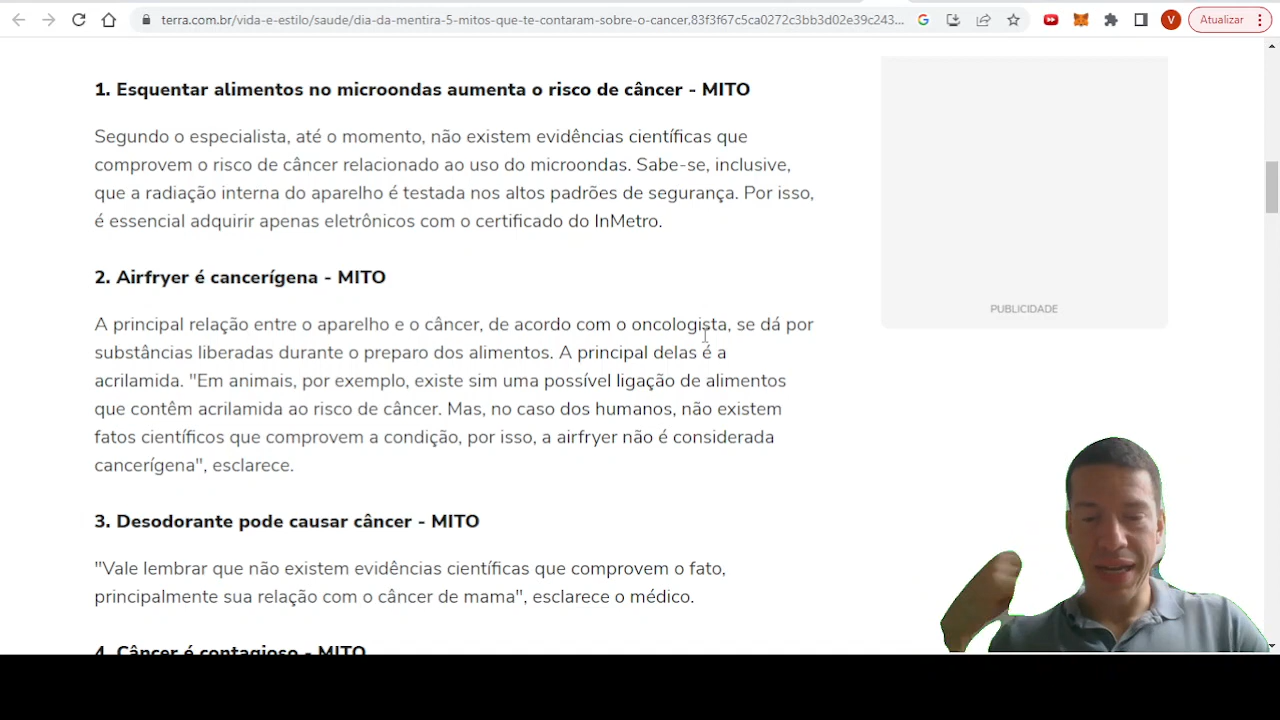 terra.com.br/vida-e-estilo/saude/dia-da-mentira-5-mitos-que-te-contaram-sobre-o-cancer,83f3f67c5ca0272c3bb3d02e39c243...
V
Atualizar
1. Esquentar alimentos no microondas aumenta o risco de câncer - MITO
Segundo o especialista, até o momento, não existem evidências científicas que
comprovem o risco de câncer relacionado ao uso do microondas. Sabe-se, inclusive,
que a radiação interna do aparelho é testada nos altos padrões de segurança. Por isso,
é essencial adquirir apenas eletrônicos com o certificado do InMetro.
PUBLICIDADE
2. Airfryer é cancerígena - MITO
A principal relação entre o aparelho e o câncer, de acordo com o oncologista, se dá por
substâncias liberadas durante o preparo dos alimentos. A principal delas é a
acrilamida. "Em animais, por exemplo, existe sim uma possível ligação de alimentos
que contêm acrilamida ao risco de câncer. Mas, no caso dos humanos, não existem
fatos científicos que comprovem a condição, por isso, a airfryer não é considerada
cancerígena", esclarece.
3. Desodorante pode causar câncer - MITO
"Vale lembrar que não existem evidências científicas que comprovem o fato,
principalmente sua relação com o câncer de mama", esclarece o médico.
4. Câncer é contagioso - MITO